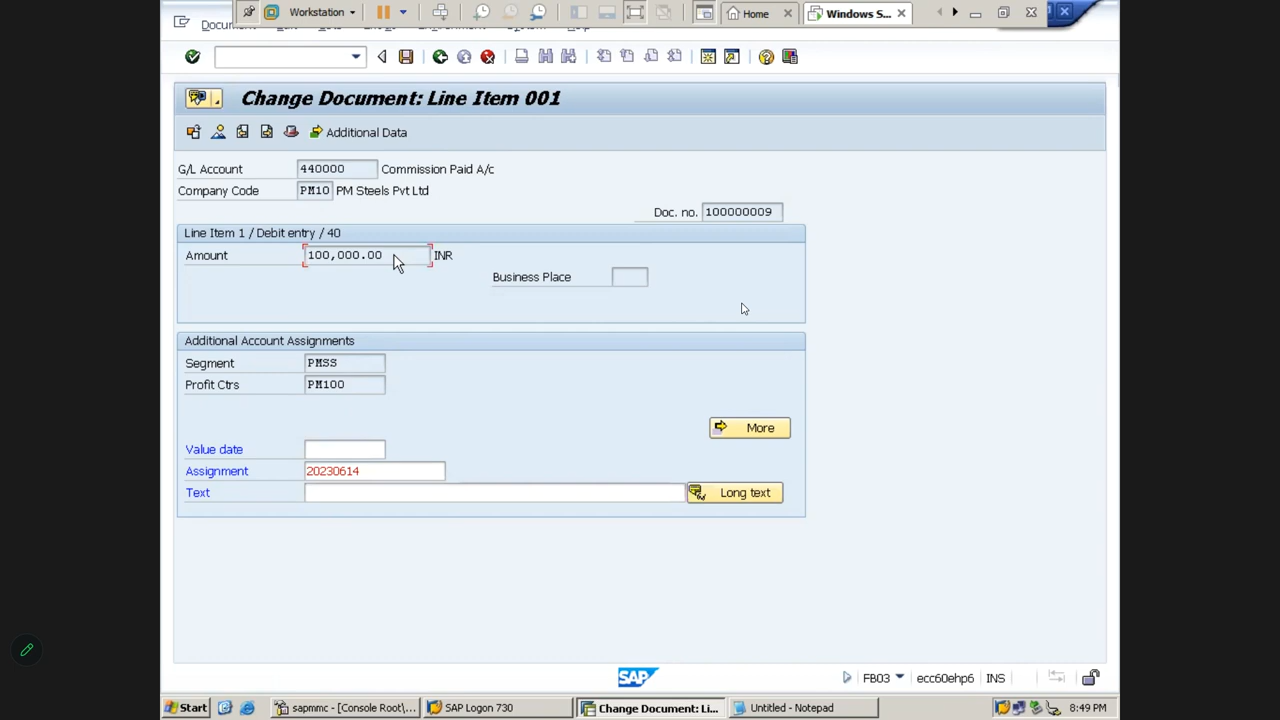 Workstation
Home
Windows S...
Document
Change Document: Line Item 001
Additional Data
G/L Account 440000 Commission Paid A/c
Company Code PM10 PM Steels Pvt Ltd
Doc. no. 100000009
Line Item 1 / Debit entry / 40
Amount 100,000.00 INR
Business Place
Additional Account Assignments
Segment PMSS
Profit Ctrs PM100
More
Value date
Assignment 20230614
Text Long text
SAP FB03 ecc60ehp6 INS
Start sapmmc - [Console Root\... SAP Logon 730 Change Document: Li... Untitled - Notepad 8:49 PM